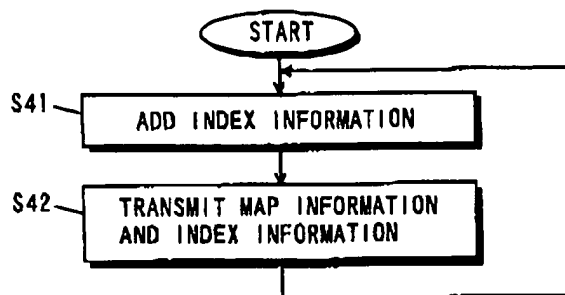 START
S41
ADD INDEX INFORMATION
S42
TRANSMIT MAP INFORMATION
AND INDEX INFORMATION